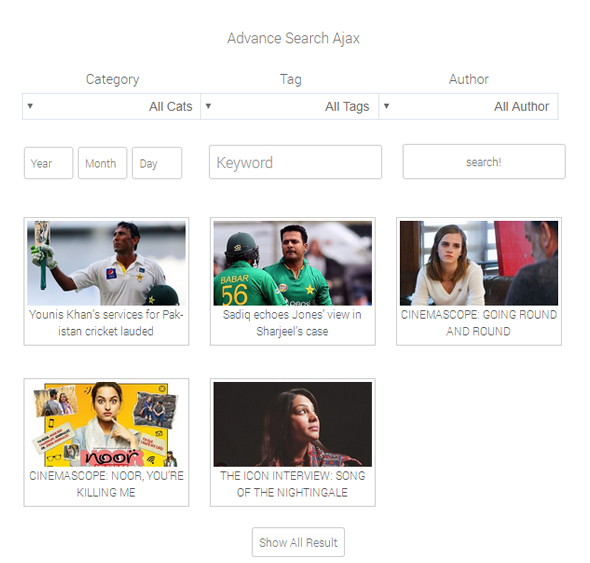 Advance Search Ajax
Category
Tag
Author
All Cats
All Tags
All Author
Year
Month
Day
Keyword
search!
BABAR
56
Younis Khan's services for Pak-
istan cricket lauded
Sadiq echoes Jones' view in
Sharjeel's case
CINEMASCOPE: GOING ROUND
AND ROUND
NOOR
CINEMASCOPE: NOOR, YOU'RE
KILLING ME
THE ICON INTERVIEW: SONG
OF THE NIGHTINGALE
Show All Result